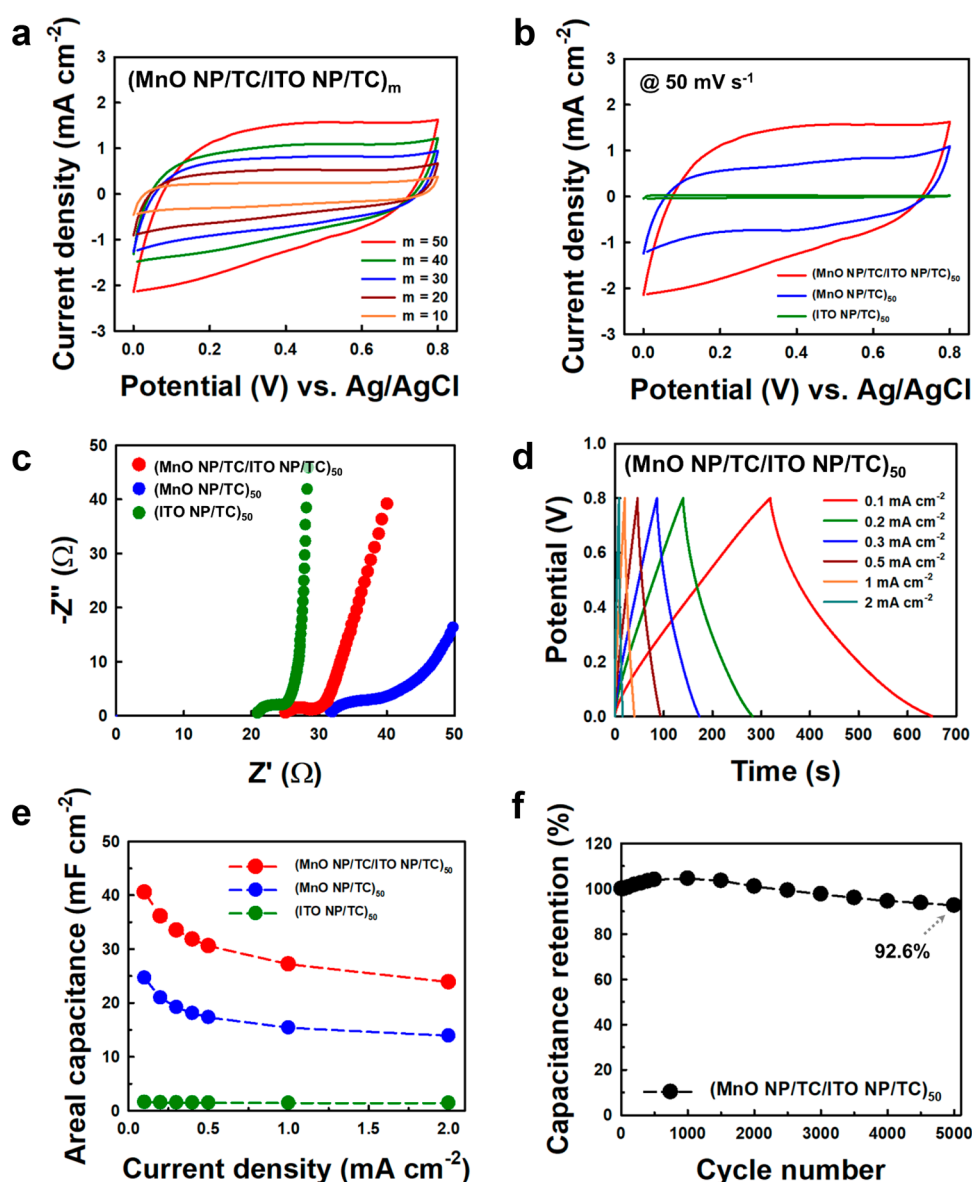 a
(MnO NP/TC/ITO NP/TC)m
Current density (mA cm-2)
3
2
1
0
-1
-2
-3
m = 50
m = 40
m = 30
m = 20
m = 10
0.0 0.2 0.4 0.6 0.8
Potential (V) vs. Ag/AgCl
b
@ 50 mV s-1
Current density (mA cm-2)
3
2
1
0
-1
-2
-3
(MnO NP/TC/ITO NP/TC)50
(MnO NP/TC)50
(ITO NP/TC)50
0.0 0.2 0.4 0.6 0.8
Potential (V) vs. Ag/AgCl
c
-Z'' (Ω)
50
40
30
20
10
0
(MnO NP/TC/ITO NP/TC)50
(MnO NP/TC)50
(ITO NP/TC)50
0 10 20 30 40 50
Z' (Ω)
d
(MnO NP/TC/ITO NP/TC)50
Potential (V)
1.0
0.8
0.6
0.4
0.2
0.0
0.1 mA cm-2
0.2 mA cm-2
0.3 mA cm-2
0.5 mA cm-2
1 mA cm-2
2 mA cm-2
0 100 200 300 400 500 600 700
Time (s)
e
Areal capacitance (mF cm-2)
50
40
30
20
10
0
(MnO NP/TC/ITO NP/TC)50
(MnO NP/TC)50
(ITO NP/TC)50
0.0 0.5 1.0 1.5 2.0
Current density (mA cm-2)
f
Capacitance retention (%)
120
100
80
60
40
20
0
92.6%
(MnO NP/TC/ITO NP/TC)50
0 1000 2000 3000 4000 5000
Cycle number